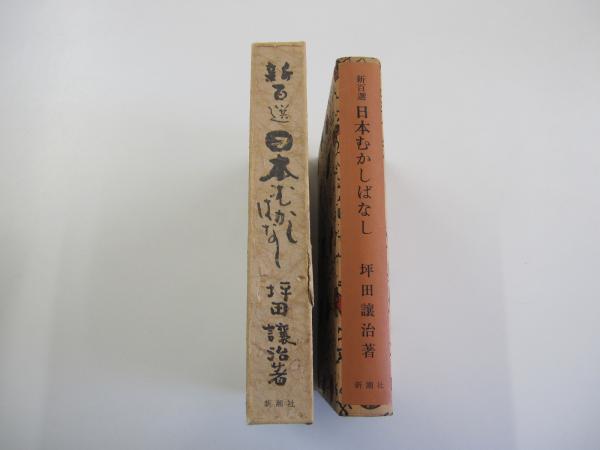 新百選
日本むかし
ばなし
坪田譲治著
新潮社
新百選
日本むかしばなし
坪田譲治著
新潮社